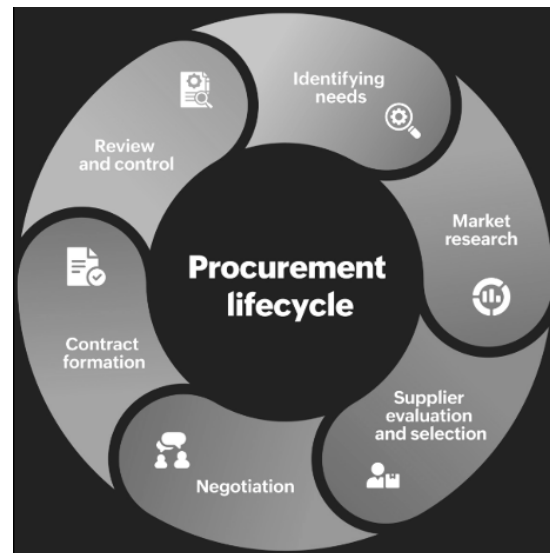 Procurement
lifecycle
Identifying
needs
Market
research
Supplier
evaluation
and selection
Negotiation
Contract
formation
Review
and control